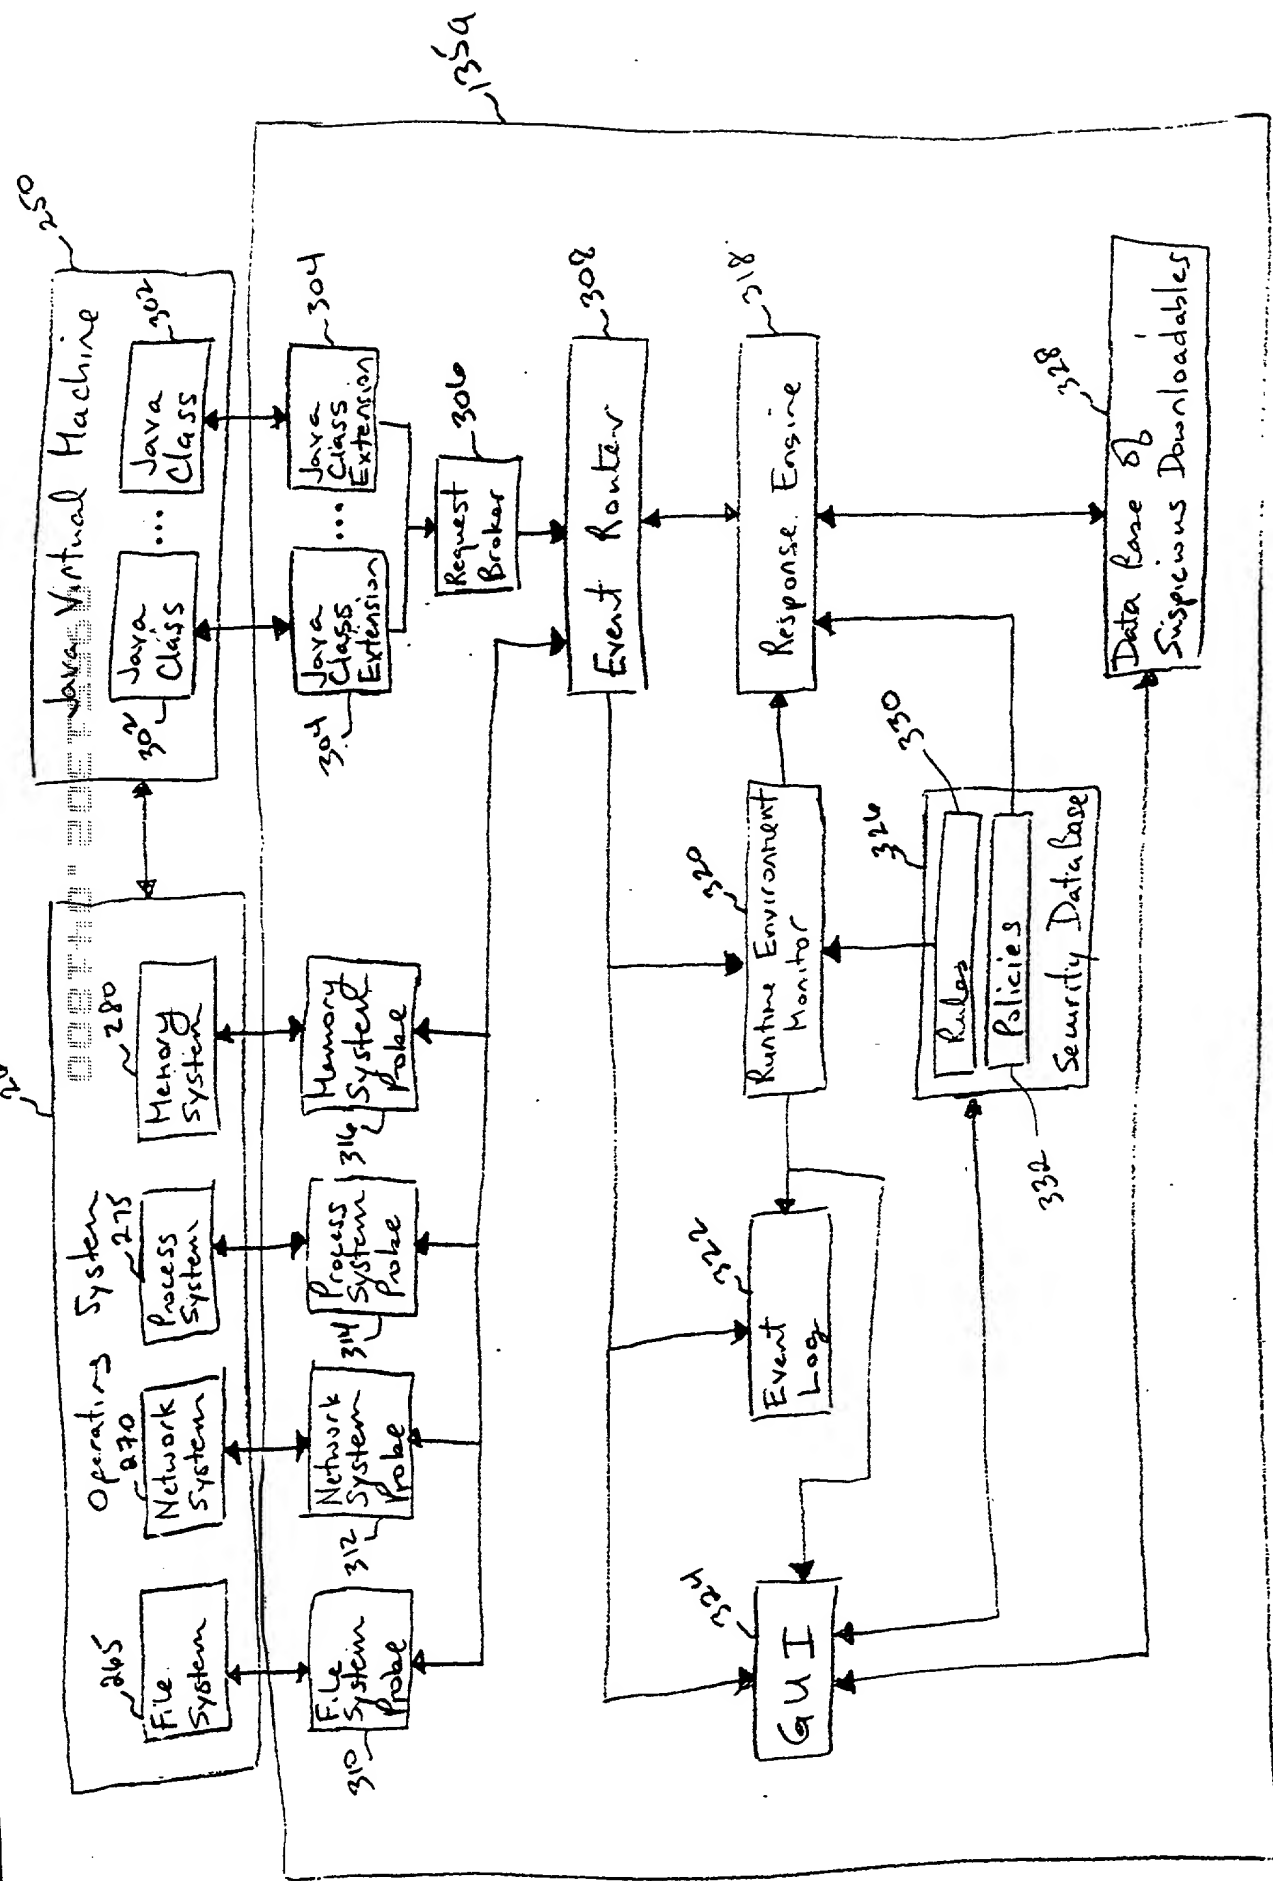 135a
250
Java Virtual Machine
302
Java
Class
...
Java
Class
302
Operating System
280
Memory
System
275
Process
System
270
Network
System
265
File
System
304
Java
Class
Extension
...
Java
Class
Extension
304
Memory
System
Probe
316
Process
System
Probe
314
Network
System
Probe
312
File
System
Probe
310
306
Request
Broker
308
Event Router
318
Response Engine
320
Runtime Environment
Monitor
322
Event
Log
324
GUI
326
330
Rules
Policies
332
Security DataBase
328
Data Base of
Suspicious Downloadables